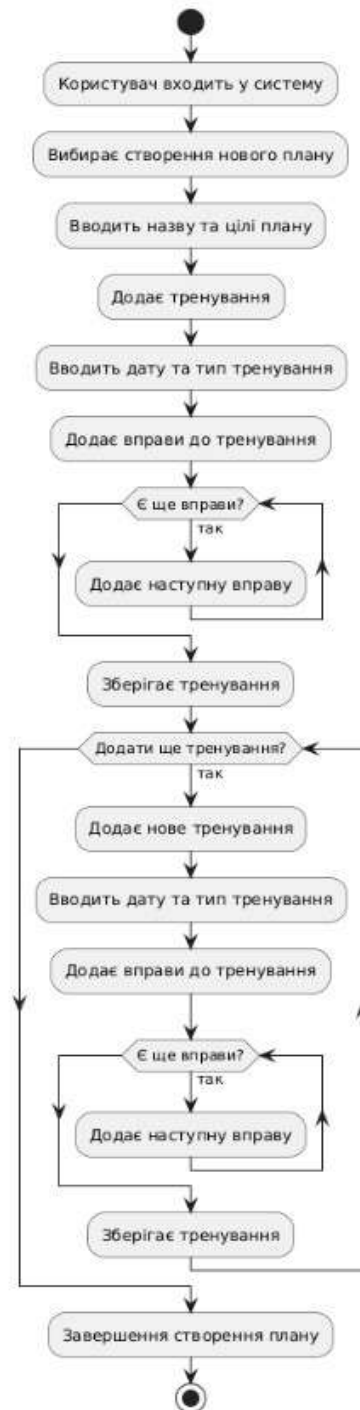 Користувач входить у систему
Вибирає створення нового плану
Вводить назву та цілі плану
Додає тренування
Вводить дату та тип тренування
Додає вправи до тренування
Є ще вправи?
так
Додає наступну вправу
Зберігає тренування
Додати ще тренування?
так
Додає нове тренування
Вводить дату та тип тренування
Додає вправи до тренування
Є ще вправи?
так
Додає наступну вправу
Зберігає тренування
Завершення створення плану